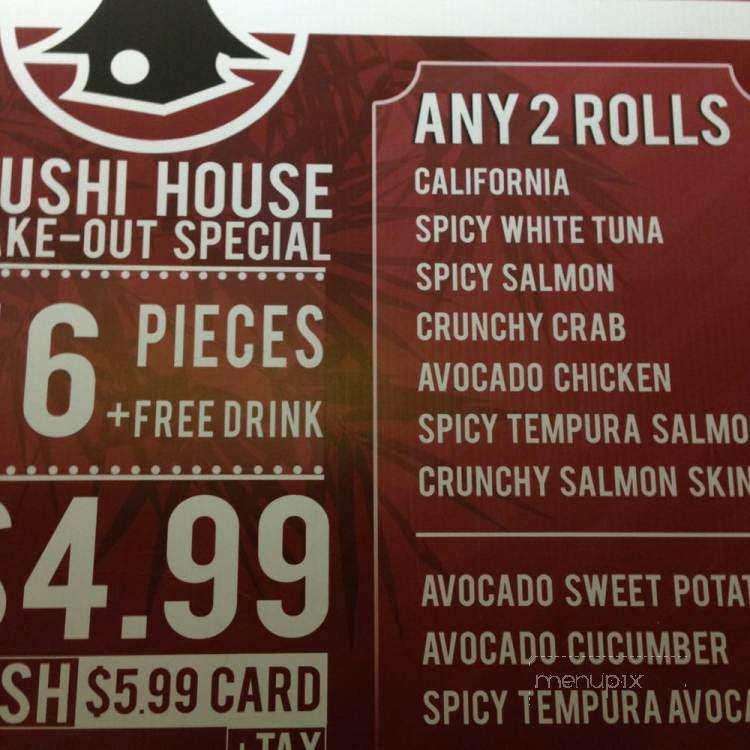 USHI HOUSE
AKE-OUT SPECIAL
6 PIECES
+FREE DRINK
$4.99
SH $5.99 CARD
+TAX
ANY 2 ROLLS
CALIFORNIA
SPICY WHITE TUNA
SPICY SALMON
CRUNCHY CRAB
AVOCADO CHICKEN
SPICY TEMPURA SALMO
CRUNCHY SALMON SKIN
AVOCADO SWEET POTAT
AVOCADO CUCUMBER
menupix
SPICY TEMPURA AVOCA